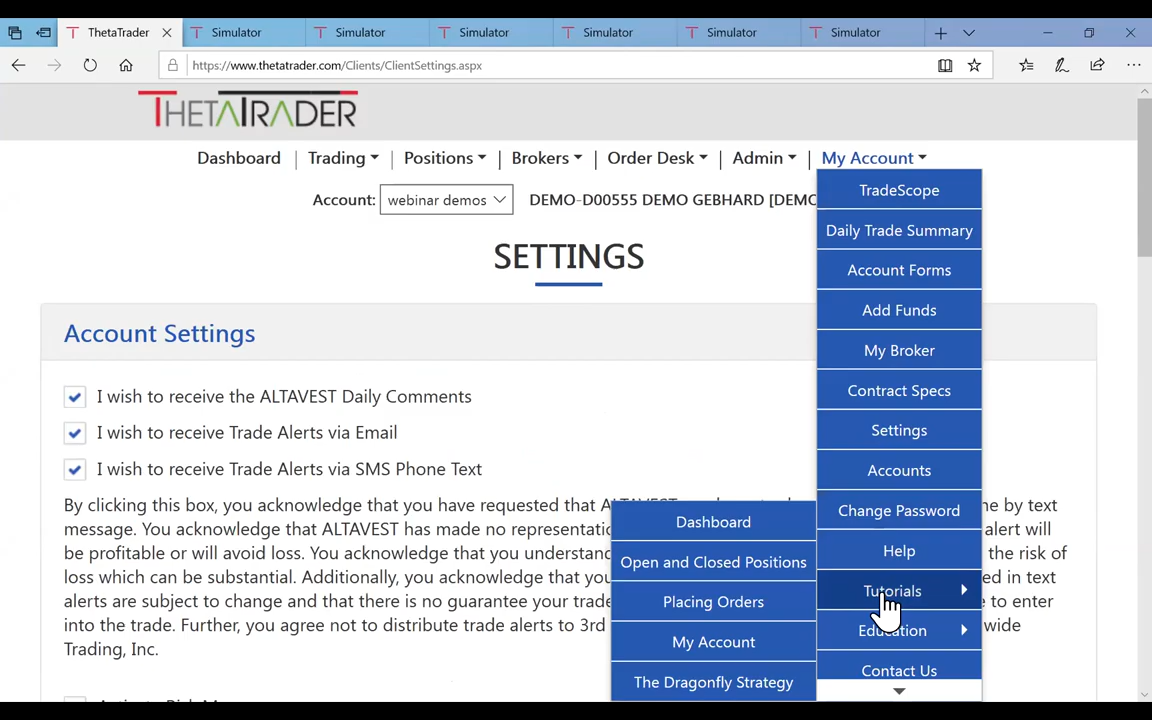 ThetaTrader
Simulator
Simulator
Simulator
Simulator
Simulator
Simulator
https://www.thetatrader.com/Clients/ClientSettings.aspx
THETATRADER
Dashboard | Trading | Positions | Brokers | Order Desk | Admin | My Account
Account: webinar demos DEMO-D00555 DEMO GEBHARD [DEMO
SETTINGS
Account Settings
I wish to receive the ALTAVEST Daily Comments
I wish to receive Trade Alerts via Email
I wish to receive Trade Alerts via SMS Phone Text
By clicking this box, you acknowledge that you have requested that
message. You acknowledge that ALTAVEST has made no representati
be profitable or will avoid loss. You acknowledge that you understan
loss which can be substantial. Additionally, you acknowledge that you
alerts are subject to change and that there is no guarantee your trade
into the trade. Further, you agree not to distribute trade alerts to 3rd
Trading, Inc.
ne by text
alert will
the risk of
ed in text
e to enter
wide
TradeScope
Daily Trade Summary
Account Forms
Add Funds
My Broker
Contract Specs
Settings
Accounts
Change Password
Help
Tutorials
Education
Contact Us
Dashboard
Open and Closed Positions
Placing Orders
My Account
The Dragonfly Strategy